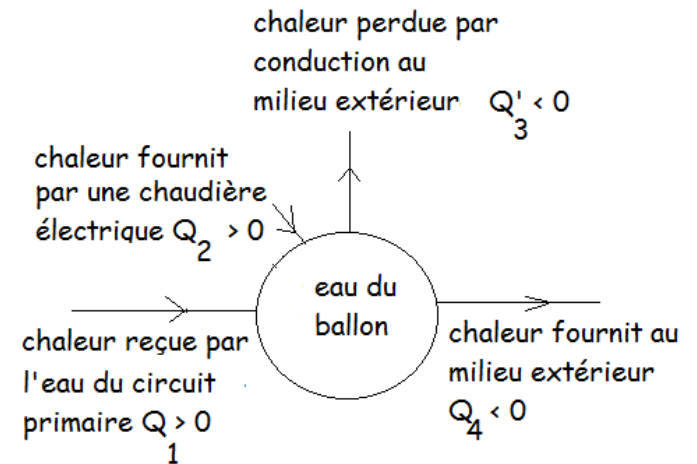 chaleur perdue par
conduction au
milieu extérieur Q'3 < 0
chaleur fournit
par une chaudière
électrique Q2 > 0
eau du
ballon
chaleur reçue par
l'eau du circuit
primaire Q1 > 0
chaleur fournit au
milieu extérieur
Q4 < 0